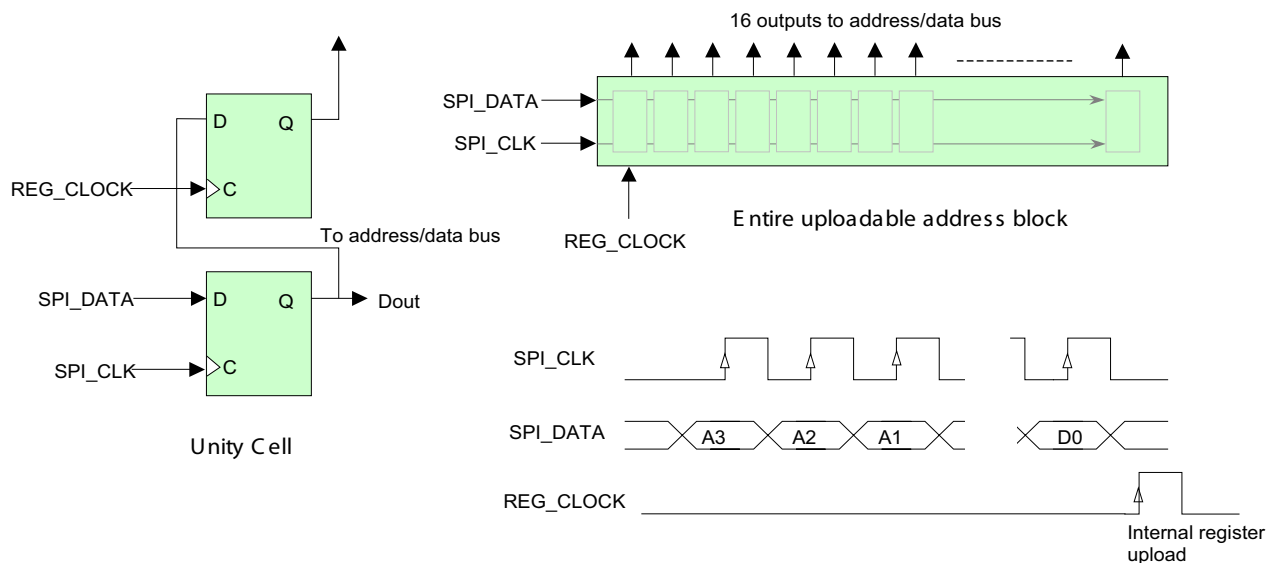 D Q
REG_CLOCK C
To address/data bus
SPI_DATA D Q Dout
SPI_CLK C
Unity Cell
16 outputs to address/data bus
SPI_DATA
SPI_CLK
REG_CLOCK
Entire uploadable address block
SPI_CLK
SPI_DATA A3 A2 A1 D0
REG_CLOCK
Internal register
upload